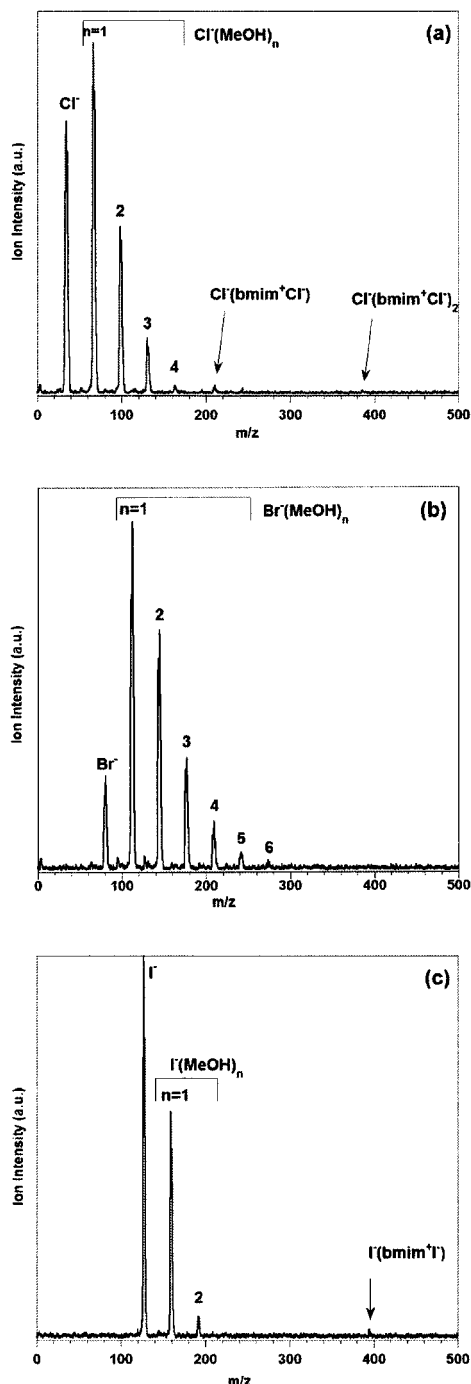 (a)
n=1
Cl⁻(MeOH)ₙ
Cl⁻
2
3
4
Cl⁻(bmim⁺Cl⁻)
Cl⁻(bmim⁺Cl⁻)₂
Ion Intensity (a.u.)
0 100 200 300 400 500
m/z
(b)
n=1
Br⁻(MeOH)ₙ
2
Br⁻
3
4
5
6
Ion Intensity (a.u.)
0 100 200 300 400 500
m/z
(c)
I⁻
I⁻(MeOH)ₙ
n=1
2
I⁻(bmim⁺I⁻)
Ion Intensity (a.u.)
0 100 200 300 400 500
m/z